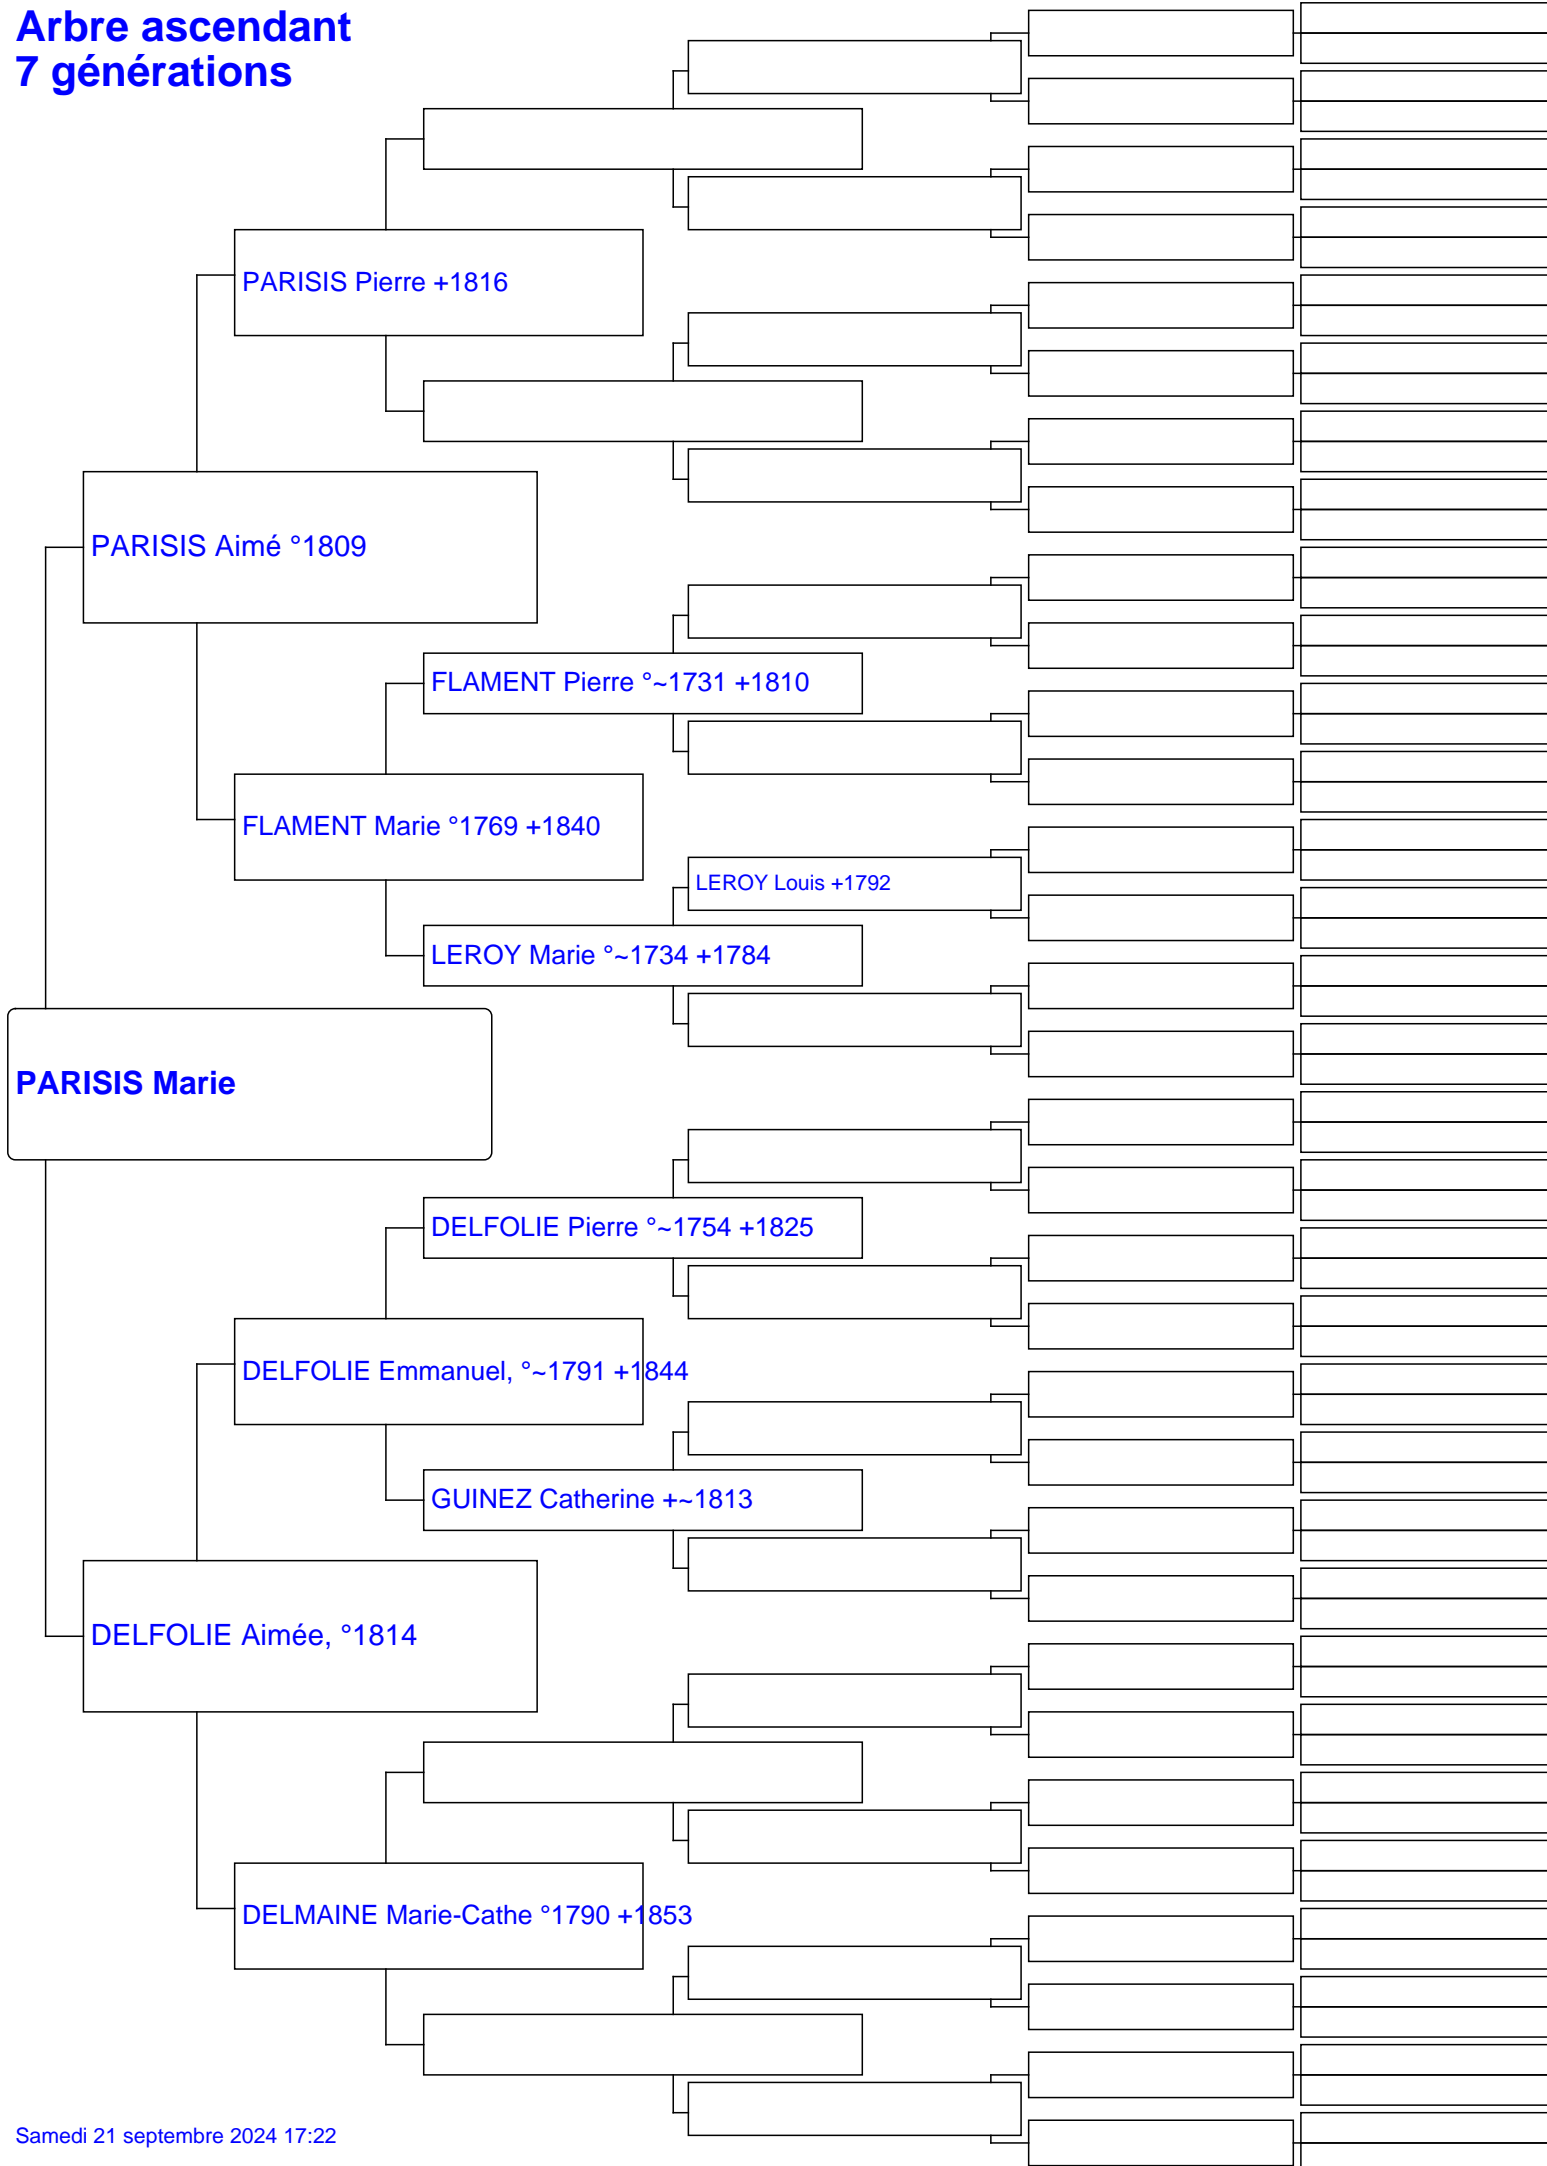 Arbre ascendant
7 générations
PARISIS Pierre +1816
PARISIS Aimé °1809
FLAMENT Pierre °~1731 +1810
FLAMENT Marie °1769 +1840
LEROY Louis +1792
LEROY Marie °~1734 +1784
PARISIS Marie
DELFOLIE Pierre °~1754 +1825
DELFOLIE Emmanuel, °~1791 +1844
GUINEZ Catherine +~1813
DELFOLIE Aimée, °1814
DELMAINE Marie-Cathe °1790 +1853
Samedi 21 septembre 2024 17:22